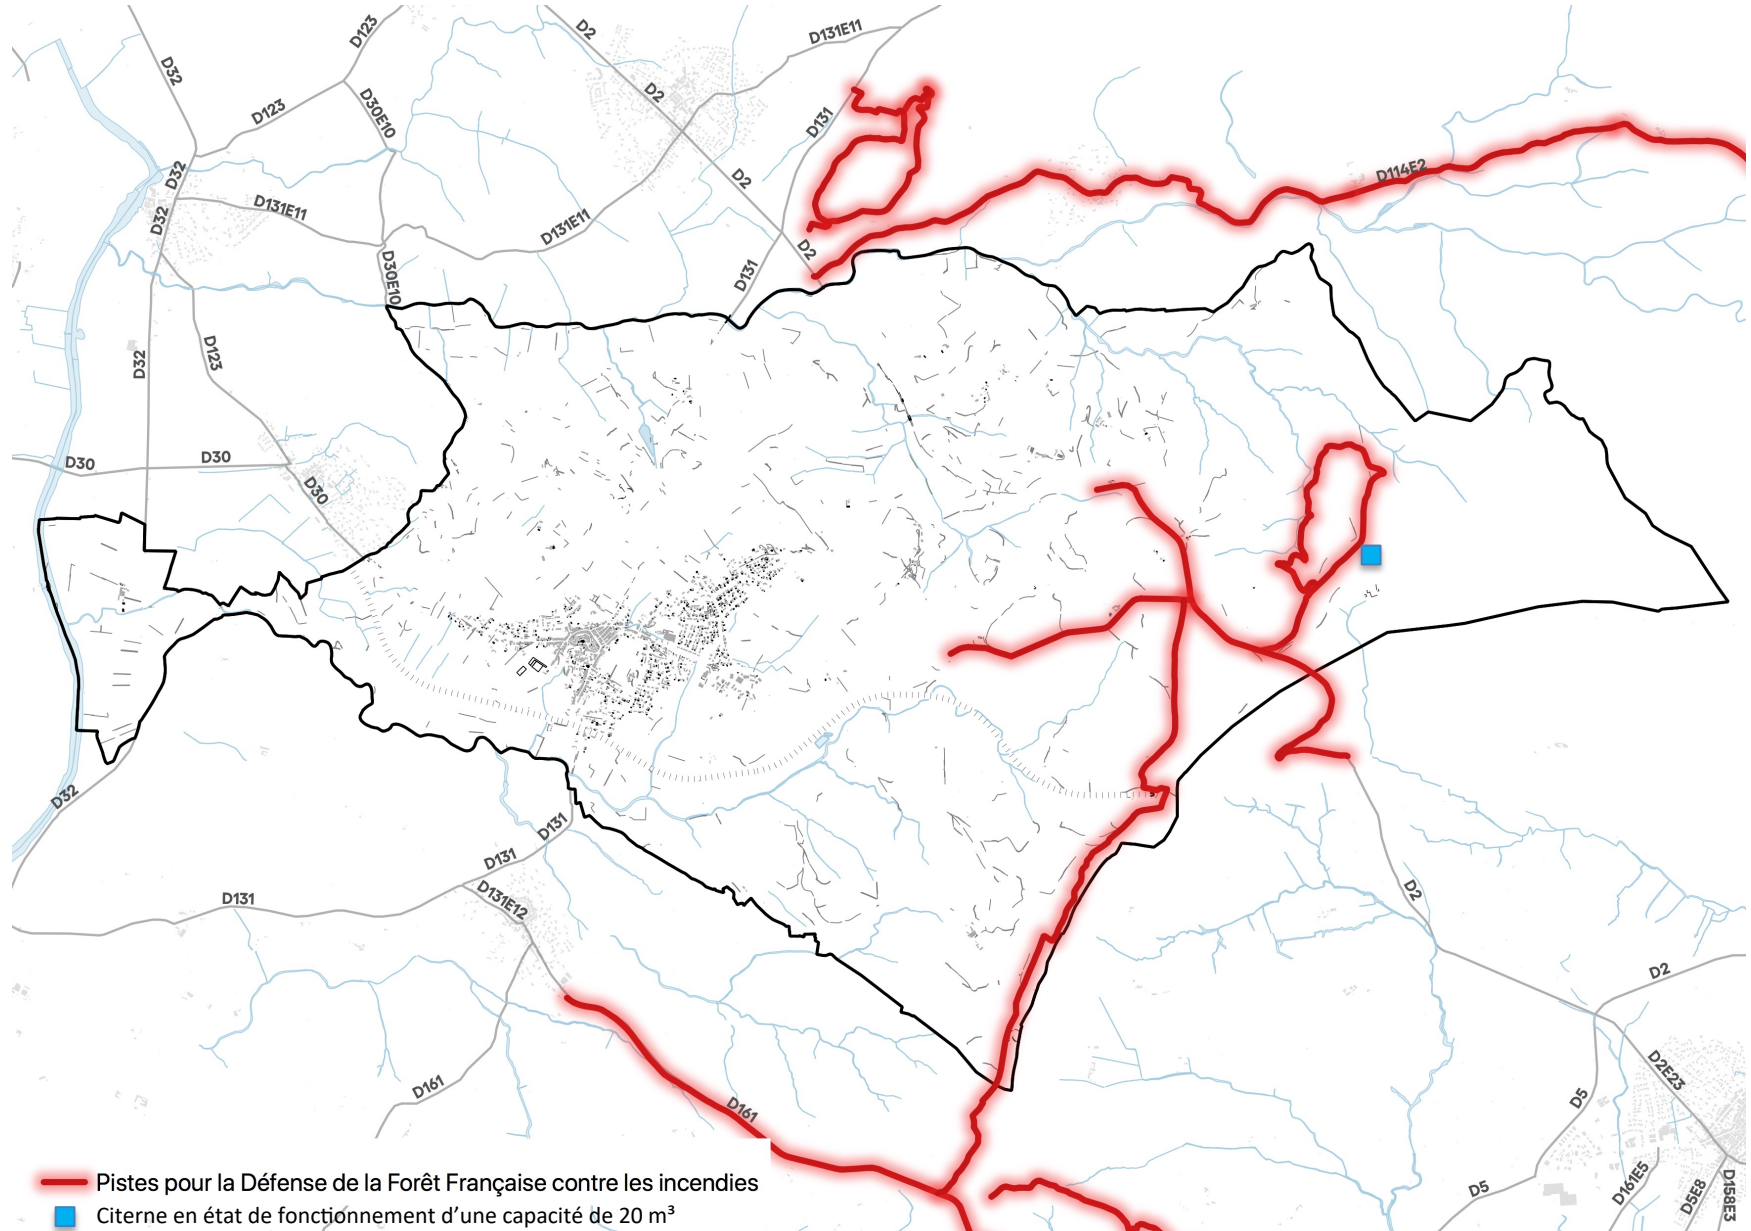 D123
D2
D131E11
D32
D2
D123
D30E10
D131
D32
D114E2
D2
D131E11
D32
D131E11
D2
D30E10
D131
D32
D123
D30
D30
D30
D32
D131
D131
D131E12
D2
D131
D2
D2E23
D161
D161
D5
Pistes pour la Défense de la Forêt Française contre les incendies
D161E5
D5E8
D158E3
D5
Citerne en état de fonctionnement d'une capacité de 20 m³